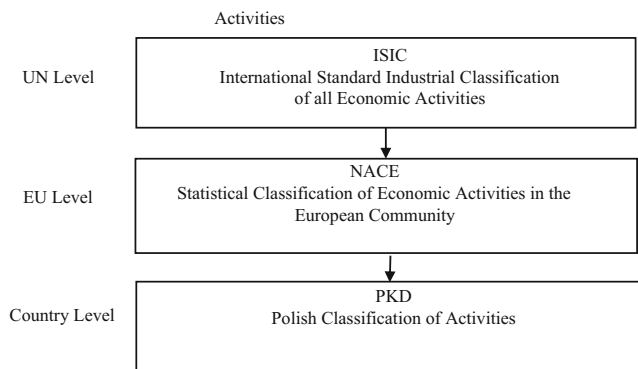 Activities
UN Level
ISIC
International Standard Industrial Classification
of all Economic Activities
EU Level
NACE
Statistical Classification of Economic Activities in the
European Community
Country Level
PKD
Polish Classification of Activities